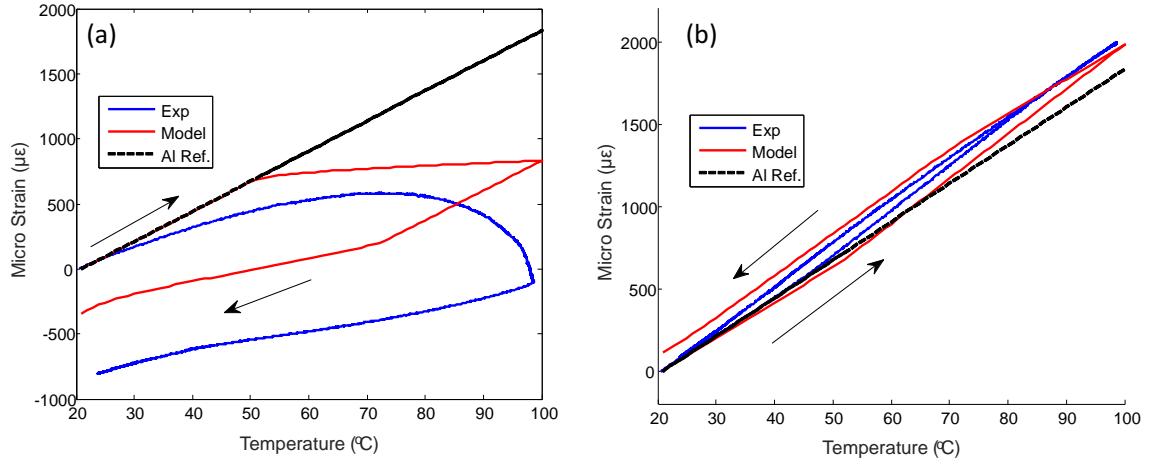 (a)
2000
1500
1000
500
0
-500
-1000
20 30 40 50 60 70 80 90 100
Micro Strain (με)
Temperature (ºC)
Exp
Model
Al Ref.
(b)
2000
1500
1000
500
0
20 30 40 50 60 70 80 90 100
Micro Strain (με)
Temperature (ºC)
Exp
Model
Al Ref.